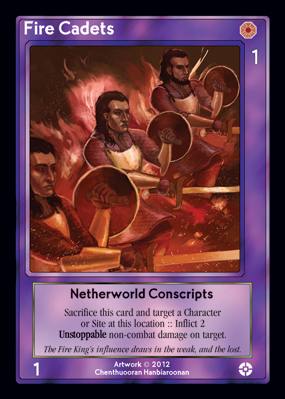 Fire Cadets
1
Netherworld Conscripts
Sacrifice this card and target a Character
or Site at this location :: Inflict 2
Unstoppable non-combat damage on target.
The Fire King's influence draws in the weak, and the lost.
1
Artwork © 2012
Chenthuooran Nanbiaroonan